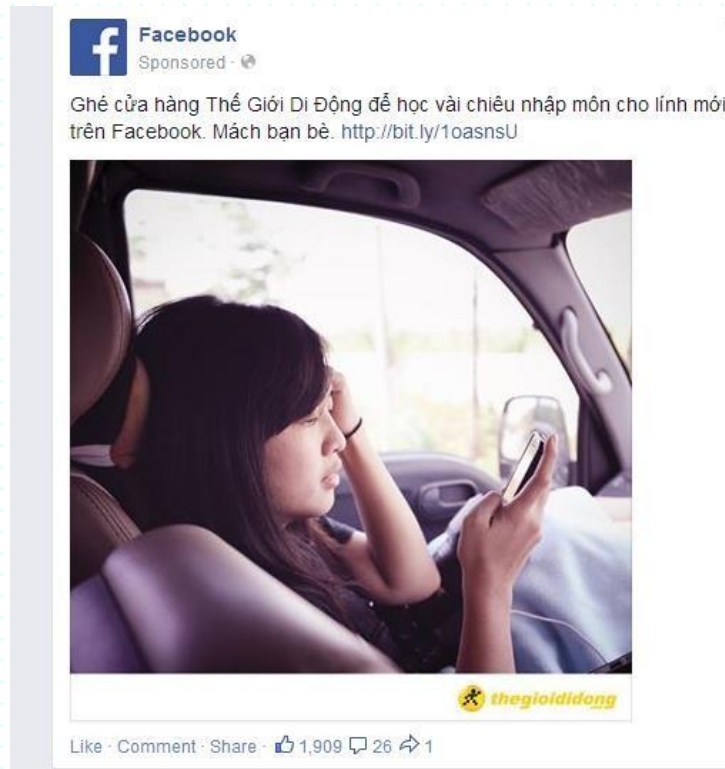 Facebook
Sponsored ·
Ghé cửa hàng Thế Giới Di Động để học vài chiêu nhập môn cho lính mới
trên Facebook. Mách bạn bè. http://bit.ly/1oasnsU
thegioididong
Like · Comment · Share · 1,909 26 1